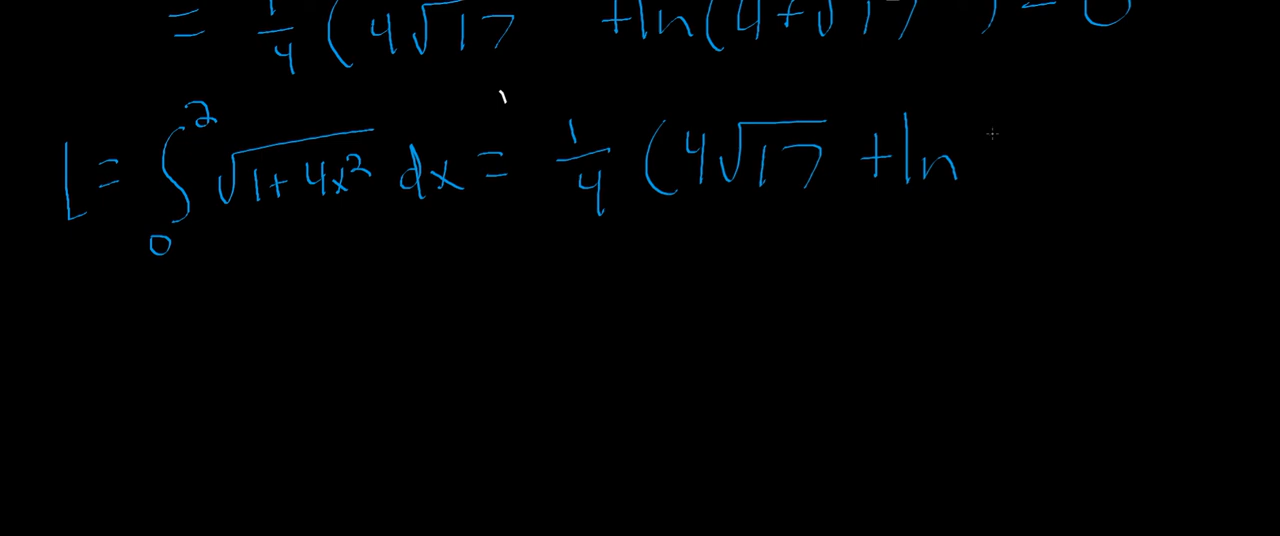 = 1/4 (4√17 + ln(4+√17)) - 0
L = ∫₀² √(1+4x²) dx = 1/4 (4√17 + ln